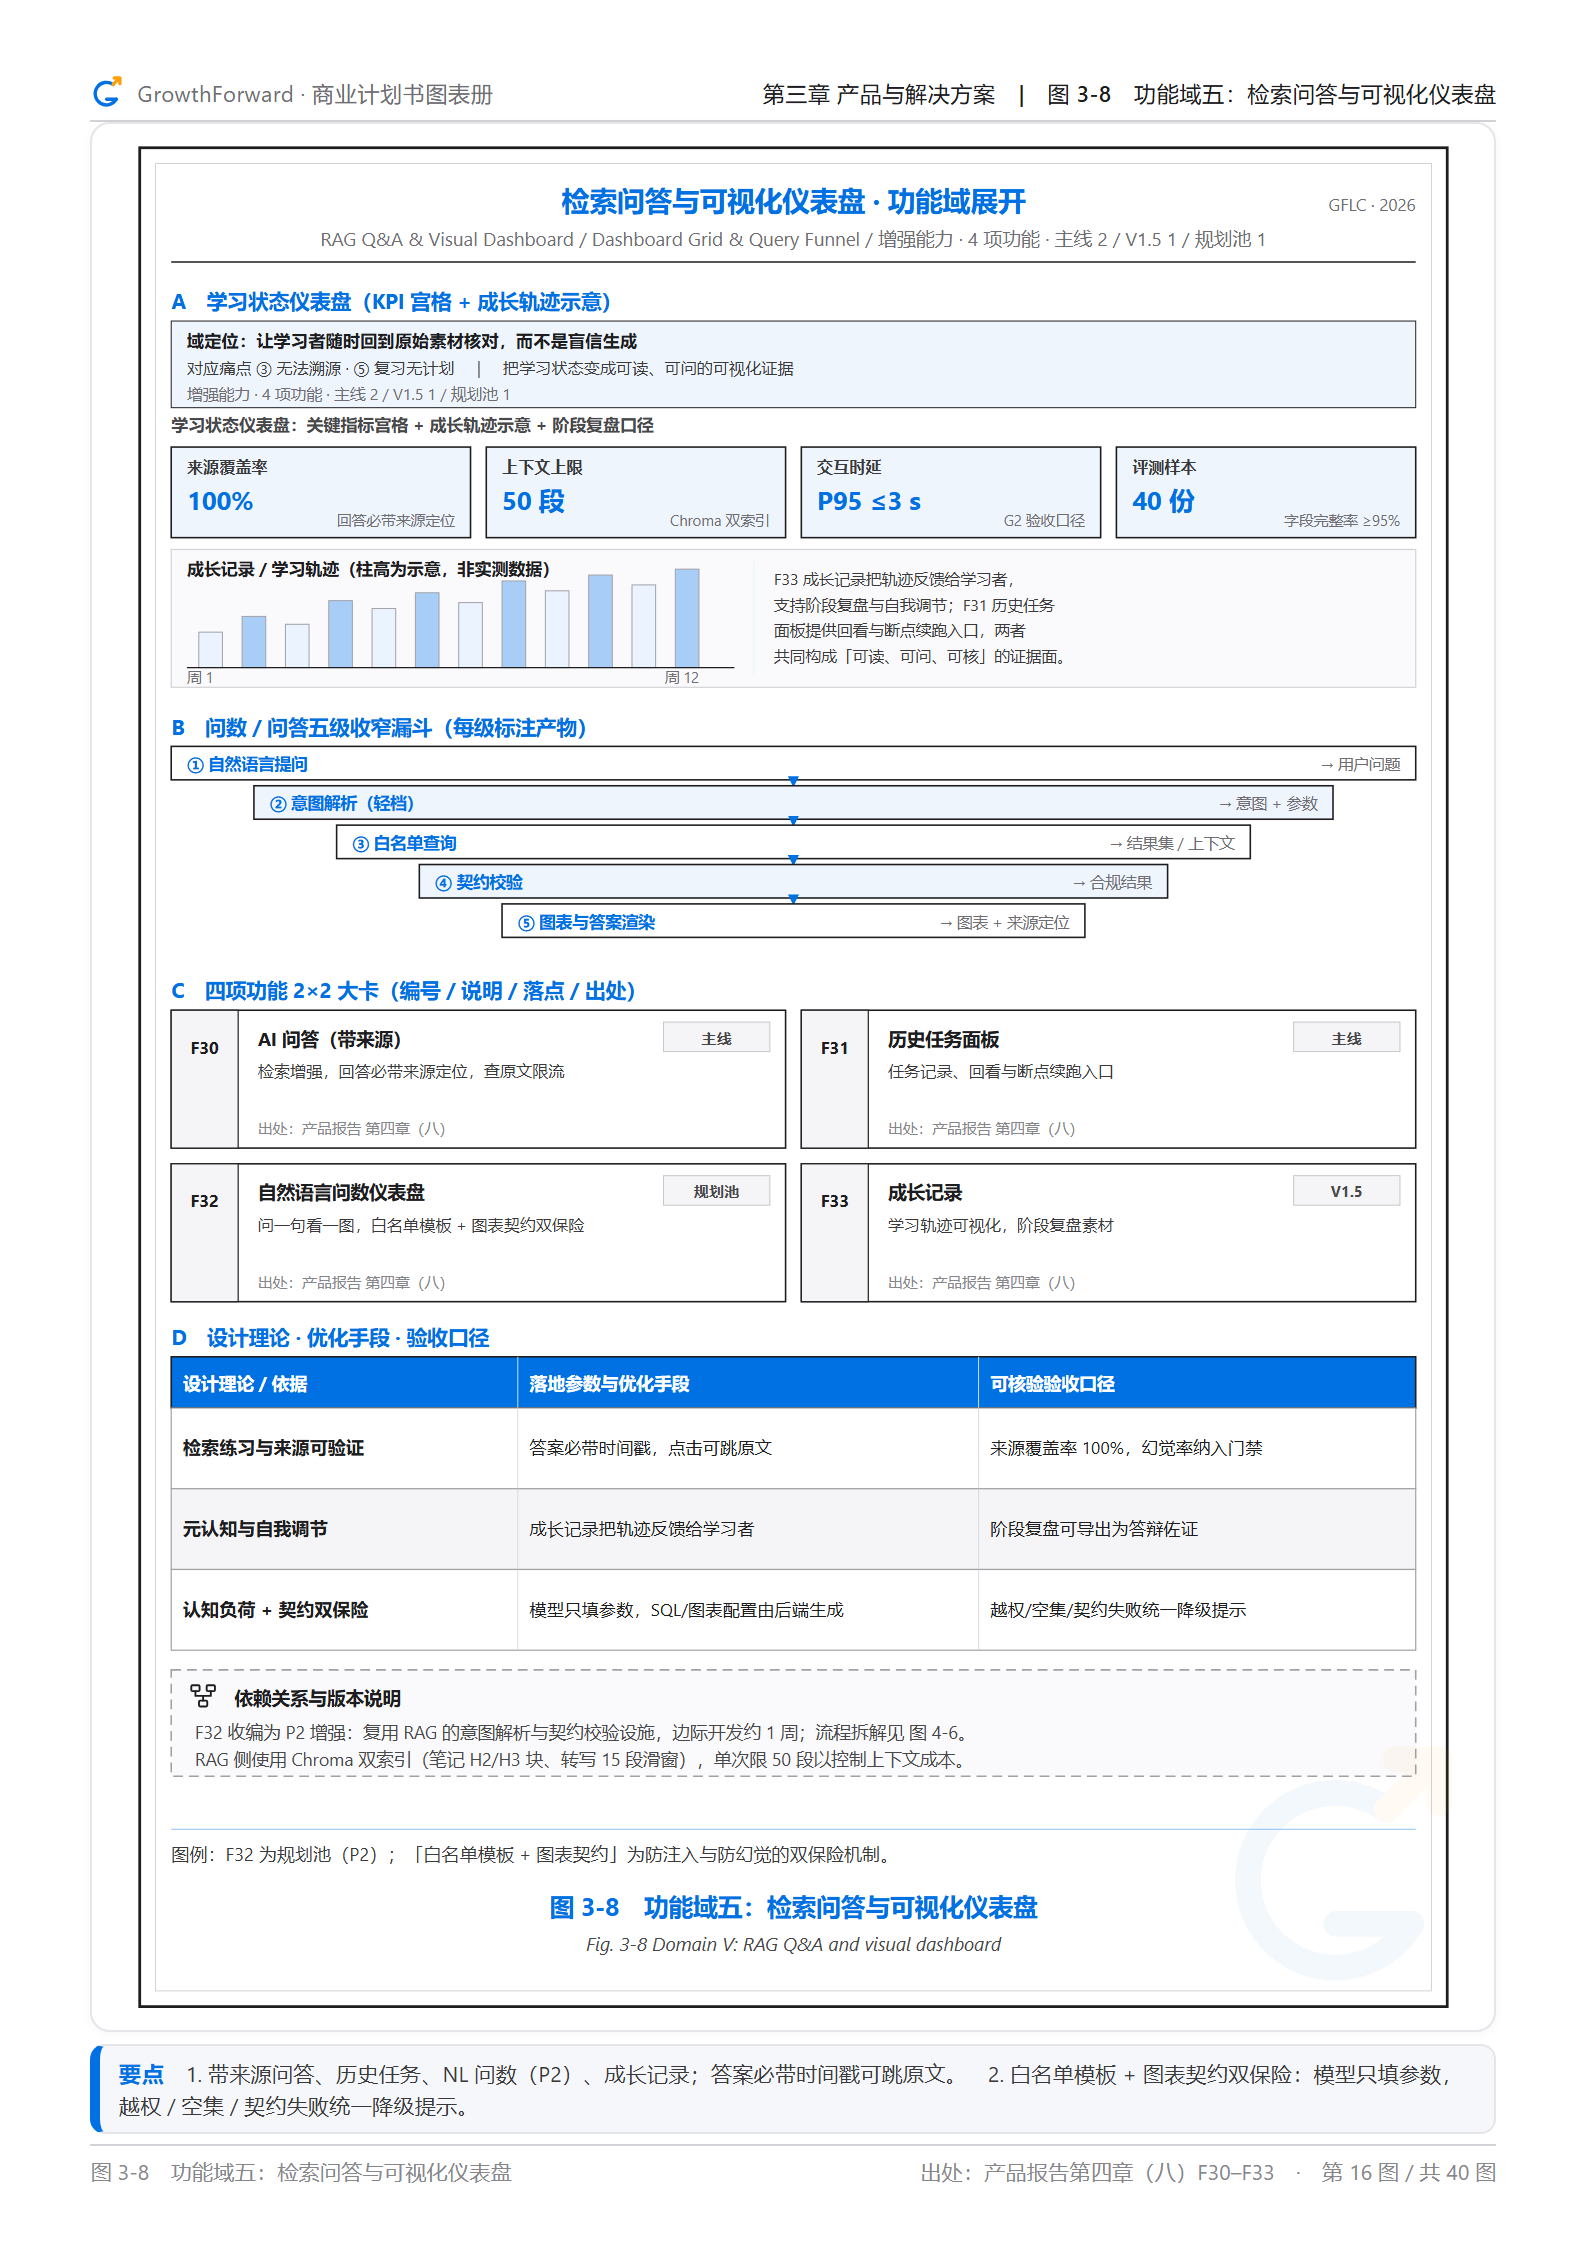 GrowthForward · 商业计划书图表册
第三章 产品与解决方案 | 图 3-8 功能域五：检索问答与可视化仪表盘
检索问答与可视化仪表盘 · 功能域展开
GFLC · 2026
RAG Q&A & Visual Dashboard / Dashboard Grid & Query Funnel / 增强能力 · 4 项功能 · 主线 2 / V1.5 1 / 规划池 1
A 学习状态仪表盘（KPI 宫格 + 成长轨迹示意）
域定位：让学习者随时回到原始素材核对，而不是盲信生成
对应痛点 ③ 无法溯源 · ⑤ 复习无计划 | 把学习状态变成可读、可问的可视化证据
增强能力 · 4 项功能 · 主线 2 / V1.5 1 / 规划池 1
学习状态仪表盘：关键指标宫格 + 成长轨迹示意 + 阶段复盘口径
来源覆盖率
100%
回答必带来源定位
上下文上限
50 段
Chroma 双索引
交互时延
P95 ≤3 s
G2 验收口径
评测样本
40 份
字段完整率 ≥95%
成长记录 / 学习轨迹（柱高为示意，非实测数据）
周 1
周 12
F33 成长记录把轨迹反馈给学习者，
支持阶段复盘与自我调节；F31 历史任务
面板提供回看与断点续跑入口，两者
共同构成「可读、可问、可核」的证据面。
B 问数 / 问答五级收窄漏斗（每级标注产物）
① 自然语言提问 → 用户问题
② 意图解析（轻档） → 意图 + 参数
③ 白名单查询 → 结果集 / 上下文
④ 契约校验 → 合规结果
⑤ 图表与答案渲染 → 图表 + 来源定位
C 四项功能 2×2 大卡（编号 / 说明 / 落点 / 出处）
F30
AI 问答（带来源）
主线
检索增强，回答必带来源定位，查原文限流
出处：产品报告 第四章（八）
F31
历史任务面板
主线
任务记录、回看与断点续跑入口
出处：产品报告 第四章（八）
F32
自然语言问数仪表盘
规划池
问一句看一图，白名单模板 + 图表契约双保险
出处：产品报告 第四章（八）
F33
成长记录
V1.5
学习轨迹可视化，阶段复盘素材
出处：产品报告 第四章（八）
D 设计理论 · 优化手段 · 验收口径
设计理论 / 依据 落地参数与优化手段 可核验验收口径
检索练习与来源可验证 答案必带时间戳，点击可跳原文 来源覆盖率 100%，幻觉率纳入门禁
元认知与自我调节 成长记录把轨迹反馈给学习者 阶段复盘可导出为答辩佐证
认知负荷 + 契约双保险 模型只填参数，SQL/图表配置由后端生成 越权/空集/契约失败统一降级提示
依赖关系与版本说明
F32 收编为 P2 增强：复用 RAG 的意图解析与契约校验设施，边际开发约 1 周；流程拆解见 图 4-6。
RAG 侧使用 Chroma 双索引（笔记 H2/H3 块、转写 15 段滑窗），单次限 50 段以控制上下文成本。
图例：F32 为规划池（P2）；「白名单模板 + 图表契约」为防注入与防幻觉的双保险机制。
图 3-8 功能域五：检索问答与可视化仪表盘
Fig. 3-8 Domain V: RAG Q&A and visual dashboard
要点 1. 带来源问答、历史任务、NL 问数（P2）、成长记录；答案必带时间戳可跳原文。 2. 白名单模板 + 图表契约双保险：模型只填参数，
越权 / 空集 / 契约失败统一降级提示。
图 3-8 功能域五：检索问答与可视化仪表盘
出处：产品报告第四章（八）F30–F33 · 第 16 图 / 共 40 图